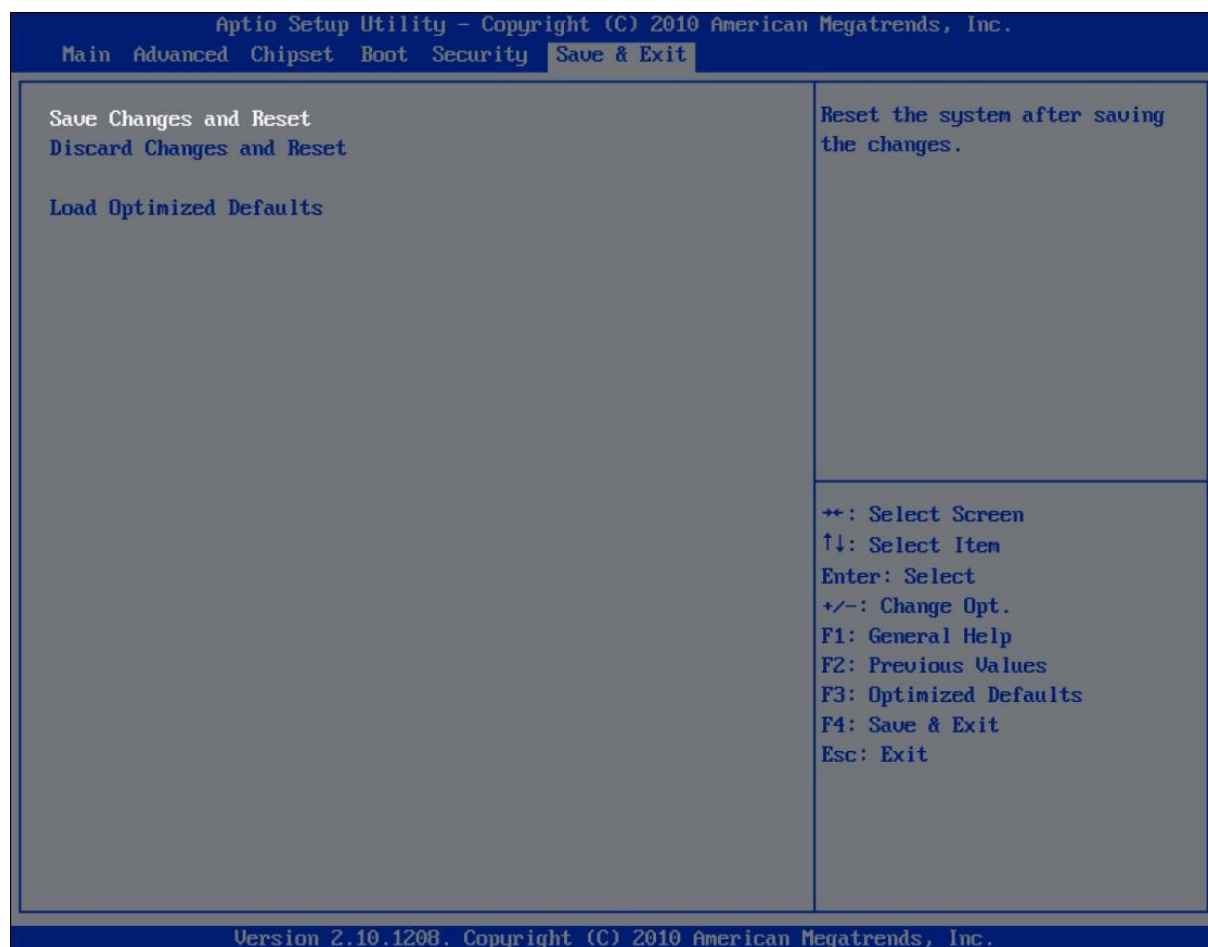 Aptio Setup Utility – Copyright (C) 2010 American Megatrends, Inc.
Main Advanced Chipset Boot Security Save & Exit
Save Changes and Reset
Discard Changes and Reset
Load Optimized Defaults
Reset the system after saving
the changes.
→←: Select Screen
↑↓: Select Item
Enter: Select
+/-: Change Opt.
F1: General Help
F2: Previous Values
F3: Optimized Defaults
F4: Save & Exit
Esc: Exit
Version 2.10.1208. Copyright (C) 2010 American Megatrends, Inc.